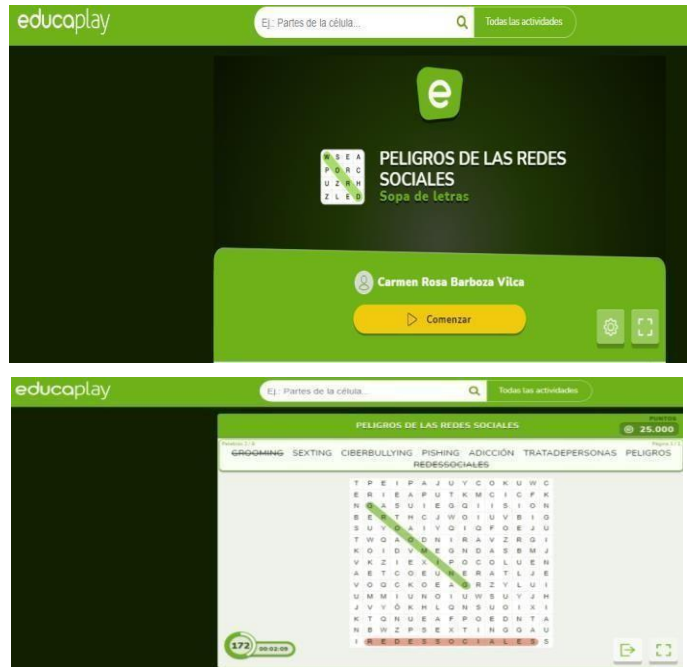 educaplay
Ej.: Partes de la célula...
Todas las actividades
e
W S E A
P O R C
U Z R H
Z L E D
PELIGROS DE LAS REDES
SOCIALES
Sopa de letras
Carmen Rosa Barboza Vilca
Comenzar
educaplay
Ej.: Partes de la célula...
Todas las actividades
PELIGROS DE LAS REDES SOCIALES
PUNTOS
25.000
GROOMING SEXTING CIBERBULLYING PISHING ADICCIÓN TRATADEPERSONAS PELIGROS
REDESSOCIALES
T P E I P A J U Y C O K U W C
E R I E A P U T K M C I C F K
N G A S U I E G Q I I S I O N
B E R T H C J W O I U V B I G
S U Y O A I Y Q I Q F O E J U
T W Q A O D N I R A V Z R G I
K O I D V M E G N D A S B M J
V K Z I E X I P O C O L U E N
A E T C O E U N E R A T L J E
V O Q C K O E A G R Z Y L U I
U M M I U N O I U W S U Y J H
J V Y Ó K H L Q N S U O I X I
K T Q N U E A F P O E D N T A
N B W Z P S E X T I N G G A U
I R E D E S S O C I A L E S S
172
00:02:09